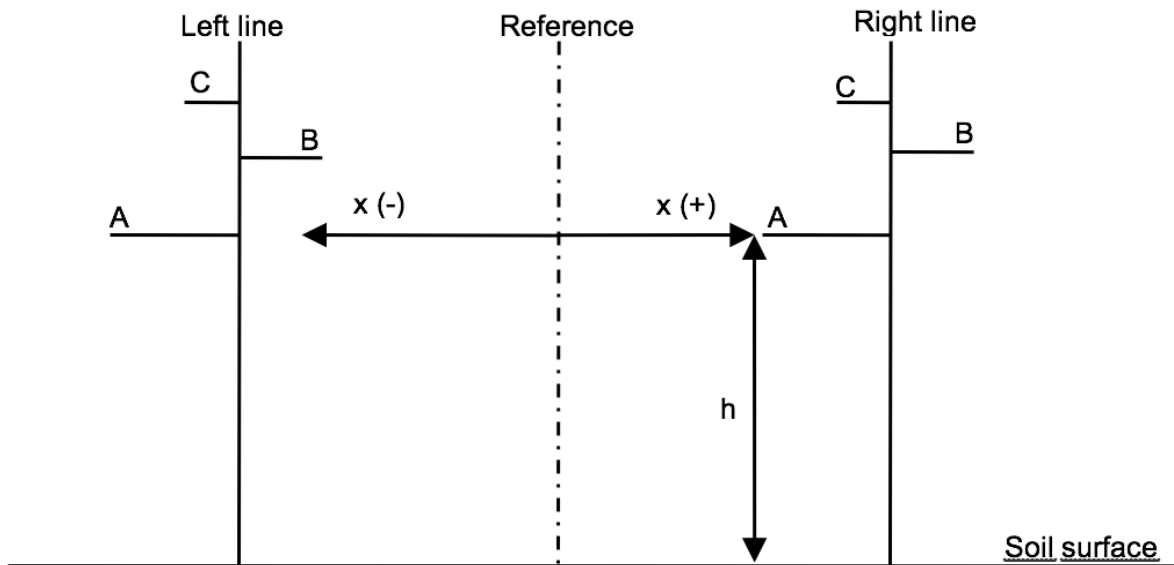 Left line
Reference
Right line
C
C
B
B
x (-)
x (+)
A
A
h
Soil surface